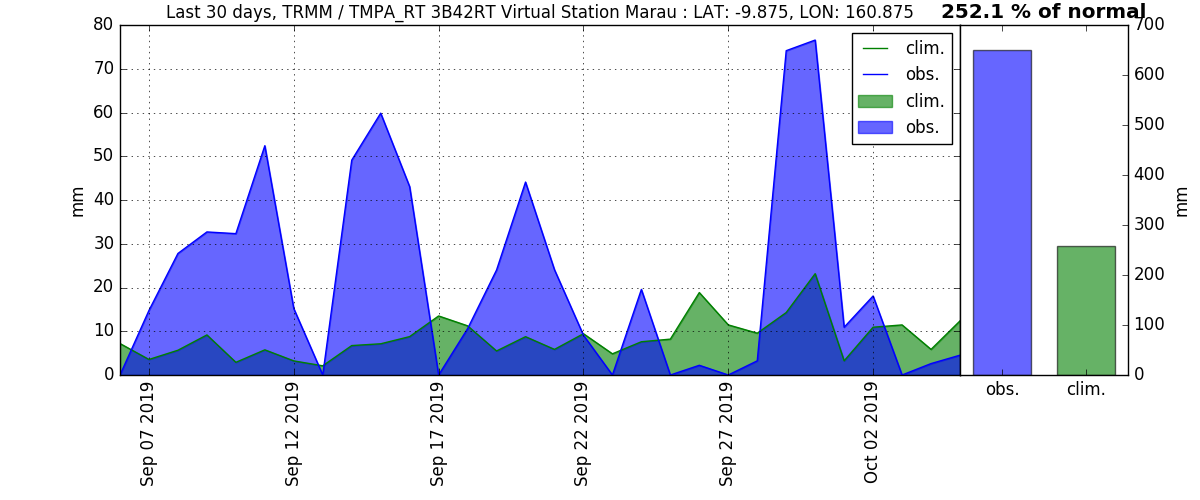 Last 30 days, TRMM / TMPA_RT 3B42RT Virtual Station Marau : LAT: -9.875, LON: 160.875
252.1 % of normal
80
70
60
50
40
30
20
10
0
mm
clim.
obs.
clim.
obs.
700
600
500
400
300
200
100
0
mm
obs.
clim.
Sep 07 2019
Sep 12 2019
Sep 17 2019
Sep 22 2019
Sep 27 2019
Oct 02 2019